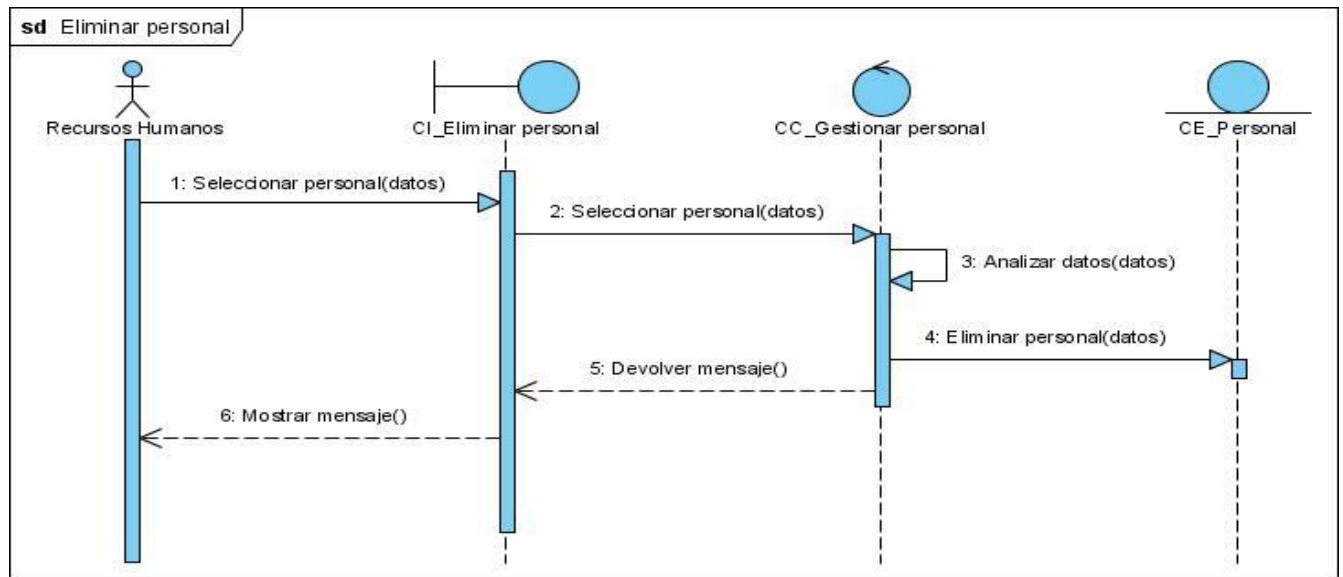 sd Eliminar personal
Recursos Humanos
CI_Eliminar personal
CC_Gestionar personal
CE_Personal
1: Seleccionar personal(datos)
2: Seleccionar personal(datos)
3: Analizar datos(datos)
4: Eliminar personal(datos)
5: Devolver mensaje()
6: Mostrar mensaje()